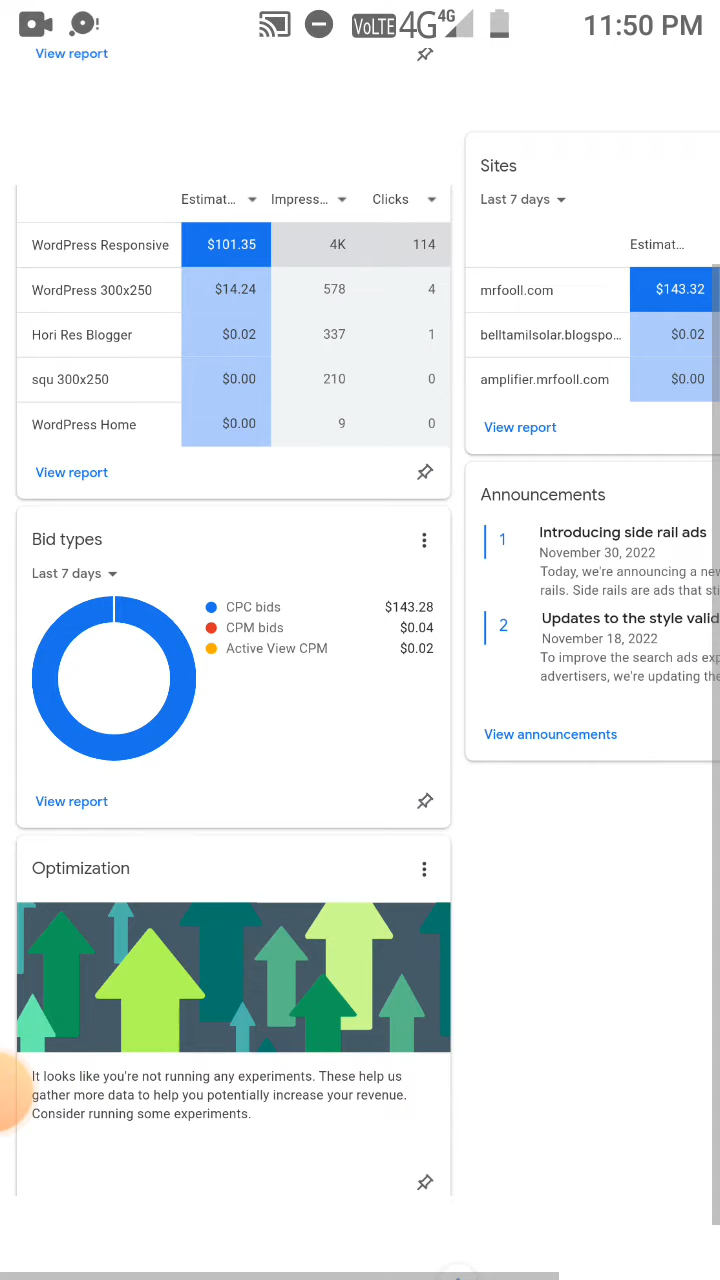 VoLTE 4G 4G 11:50 PM
View report
Estimat... Impress... Clicks
WordPress Responsive $101.35 4K 114
WordPress 300x250 $14.24 578 4
Hori Res Blogger $0.02 337 1
squ 300x250 $0.00 210 0
WordPress Home $0.00 9 0
View report
Bid types
Last 7 days
CPC bids $143.28
CPM bids $0.04
Active View CPM $0.02
View report
Optimization
It looks like you're not running any experiments. These help us
gather more data to help you potentially increase your revenue.
Consider running some experiments.
Sites
Last 7 days
Estimat...
mrfooll.com $143.32
belltamilsolar.blogspo... $0.02
amplifier.mrfooll.com $0.00
View report
Announcements
1 Introducing side rail ads
November 30, 2022
Today, we're announcing a new
rails. Side rails are ads that sti
2 Updates to the style valid
November 18, 2022
To improve the search ads exp
advertisers, we're updating the
View announcements